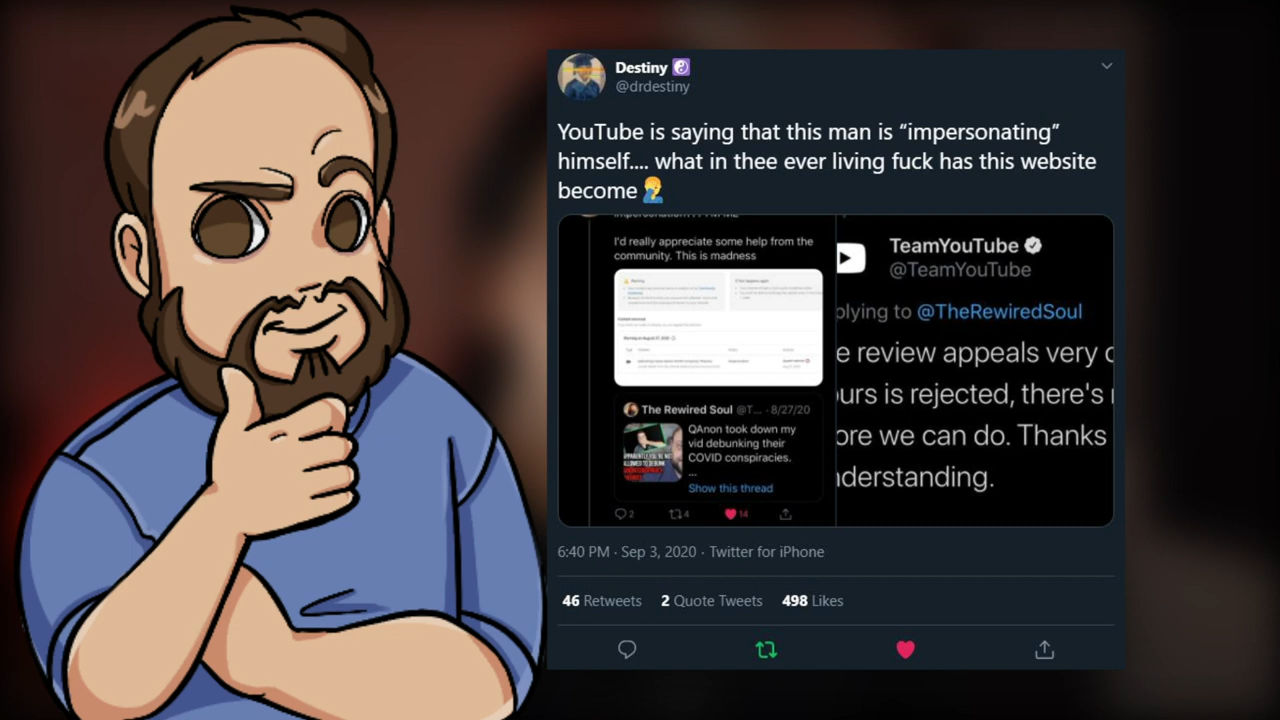 Destiny ☯
@drdestiny
YouTube is saying that this man is “impersonating”
himself.... what in thee ever living fuck has this website
become 🤦‍♂️
I'd really appreciate some help from the
community. This is madness
The Rewired Soul @T... · 8/27/20
QAnon took down my
vid debunking their
COVID conspiracies.
...
Show this thread
2 4 14
TeamYouTube
@TeamYouTube
plying to @TheRewiredSoul
e review appeals very c
ours is rejected, there's
ore we can do. Thanks
nderstanding.
6:40 PM · Sep 3, 2020 · Twitter for iPhone
46 Retweets 2 Quote Tweets 498 Likes